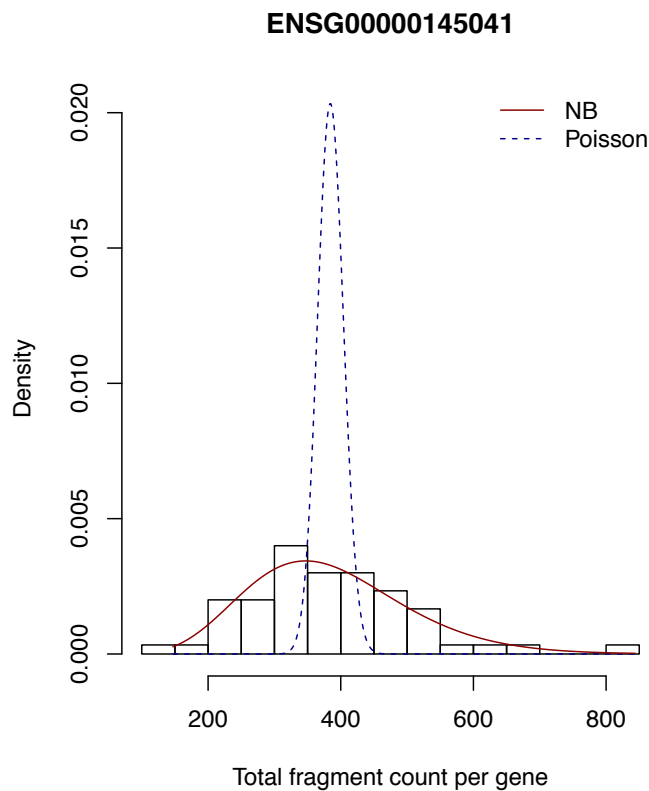 ENSG00000145041
NB
Poisson
0.020
0.015
0.010
0.005
0.000
Density
200 400 600 800
Total fragment count per gene